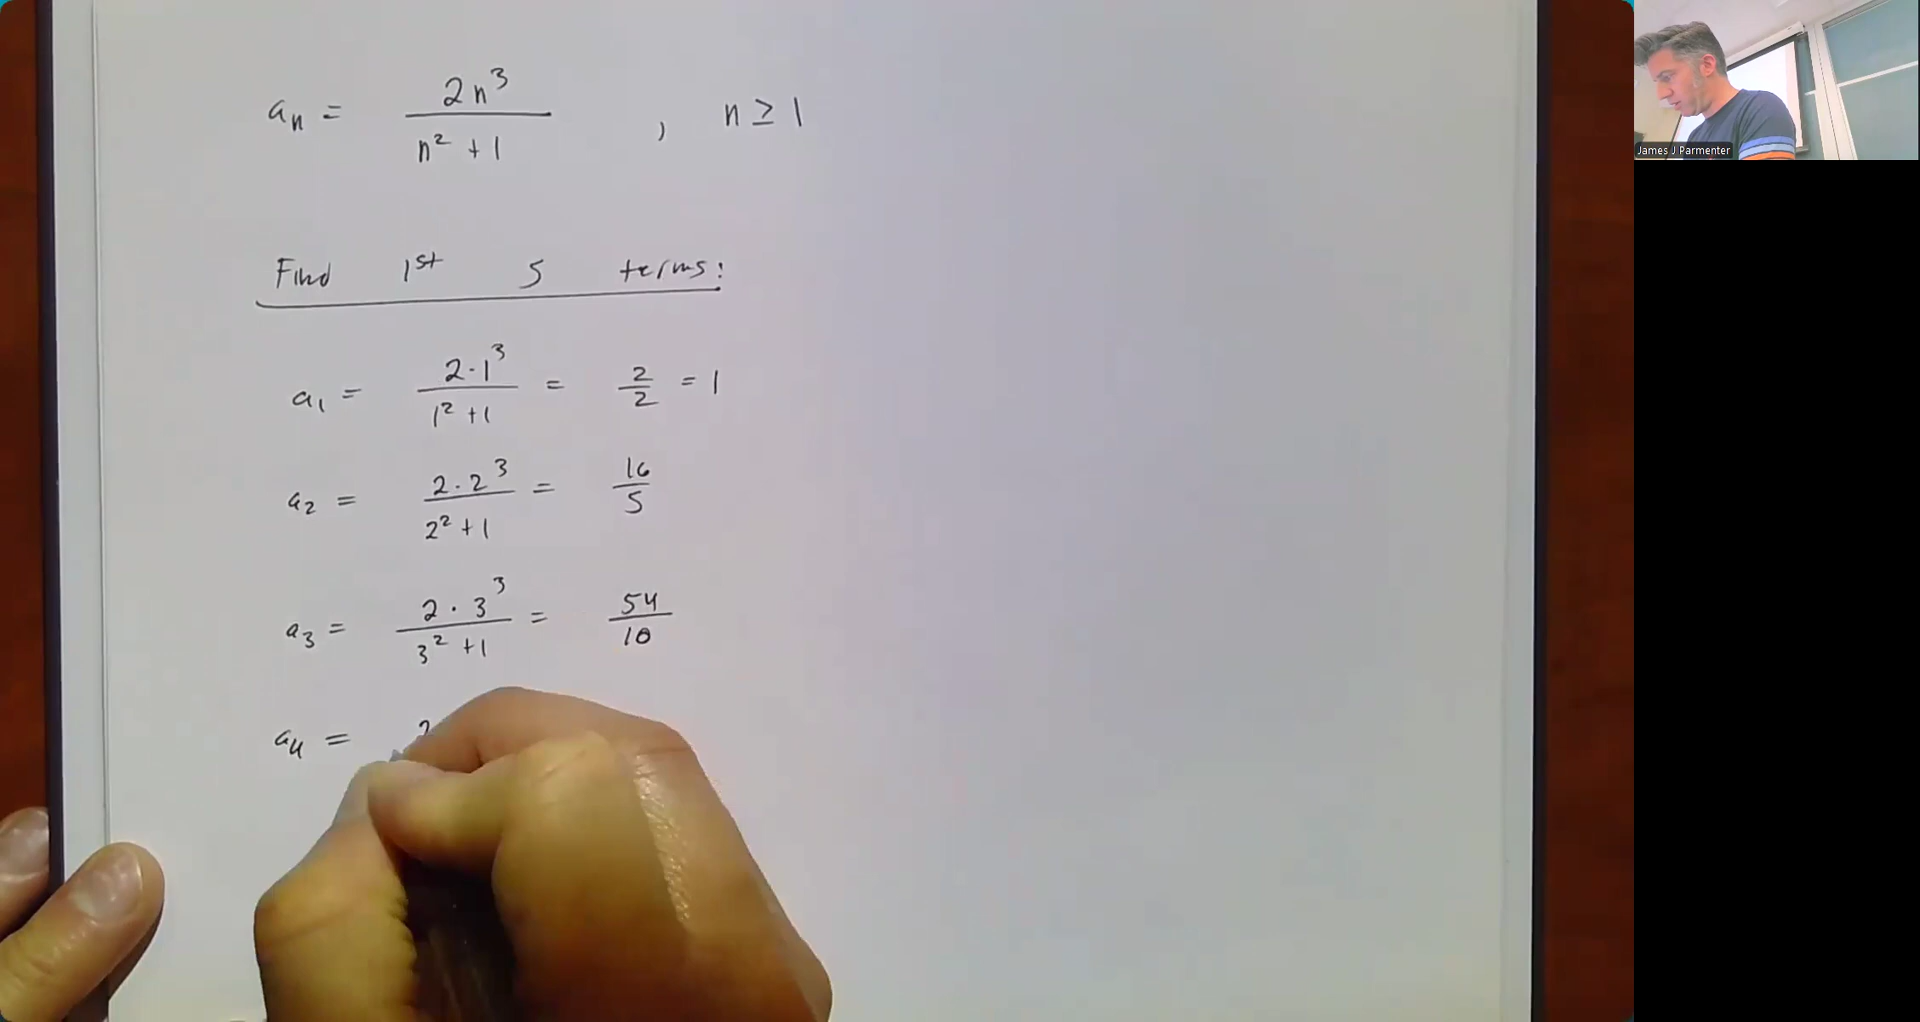 aₙ = 2n³ / (n² + 1) , n ≥ 1
Find 1st 5 terms:
a₁ = (2·1³) / (1² + 1) = 2/2 = 1
a₂ = (2·2³) / (2² + 1) = 16/5
a₃ = (2·3³) / (3² + 1) = 54/10
a₄ = 2
James J Parmenter